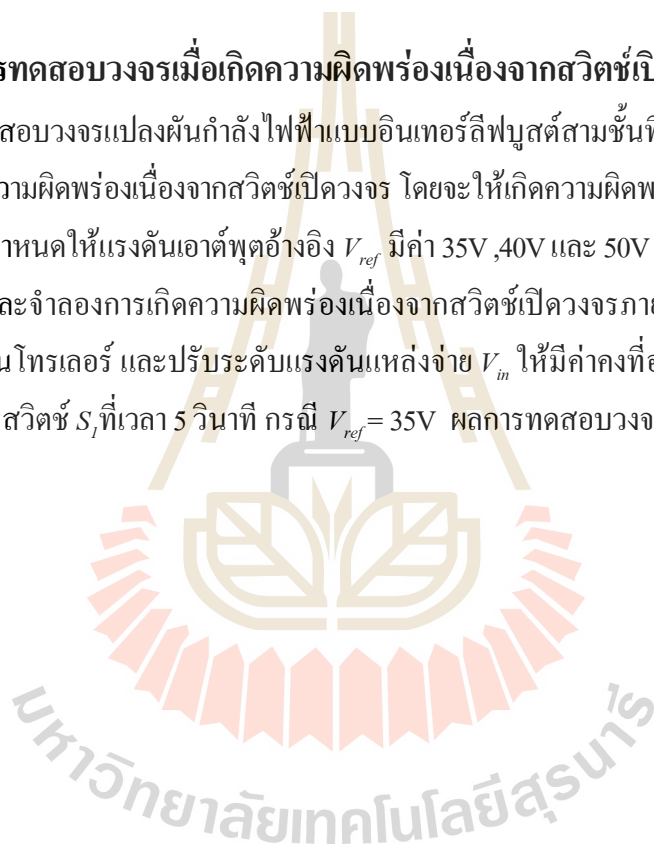 รทดสอบวงจรเมื่อเกิดความผิดพร่องเนื่องจากสวิตช์เปิ
สอบวงจรแปลงผันกำลังไฟฟ้าแบบอินเทอร์ลีฟบูสต์สามชั้นที่
ความผิดพร่องเนื่องจากสวิตช์เปิดวงจร โดยจะให้เกิดความผิดพ
ำหนดให้แรงดันเอาต์พุตอ้างอิง Vref มีค่า 35V ,40V และ 50V
ละจำลองการเกิดความผิดพร่องเนื่องจากสวิตช์เปิดวงจรภาย
นโทรเลอร์ และปรับระดับแรงดันแหล่งจ่าย Vin ให้มีค่าคงที่อ
สวิตช์ S1ที่เวลา 5 วินาที กรณี Vref = 35V ผลการทดสอบวงจ
มหาวิทยาลัยเทคโนโลยีสุรนารี